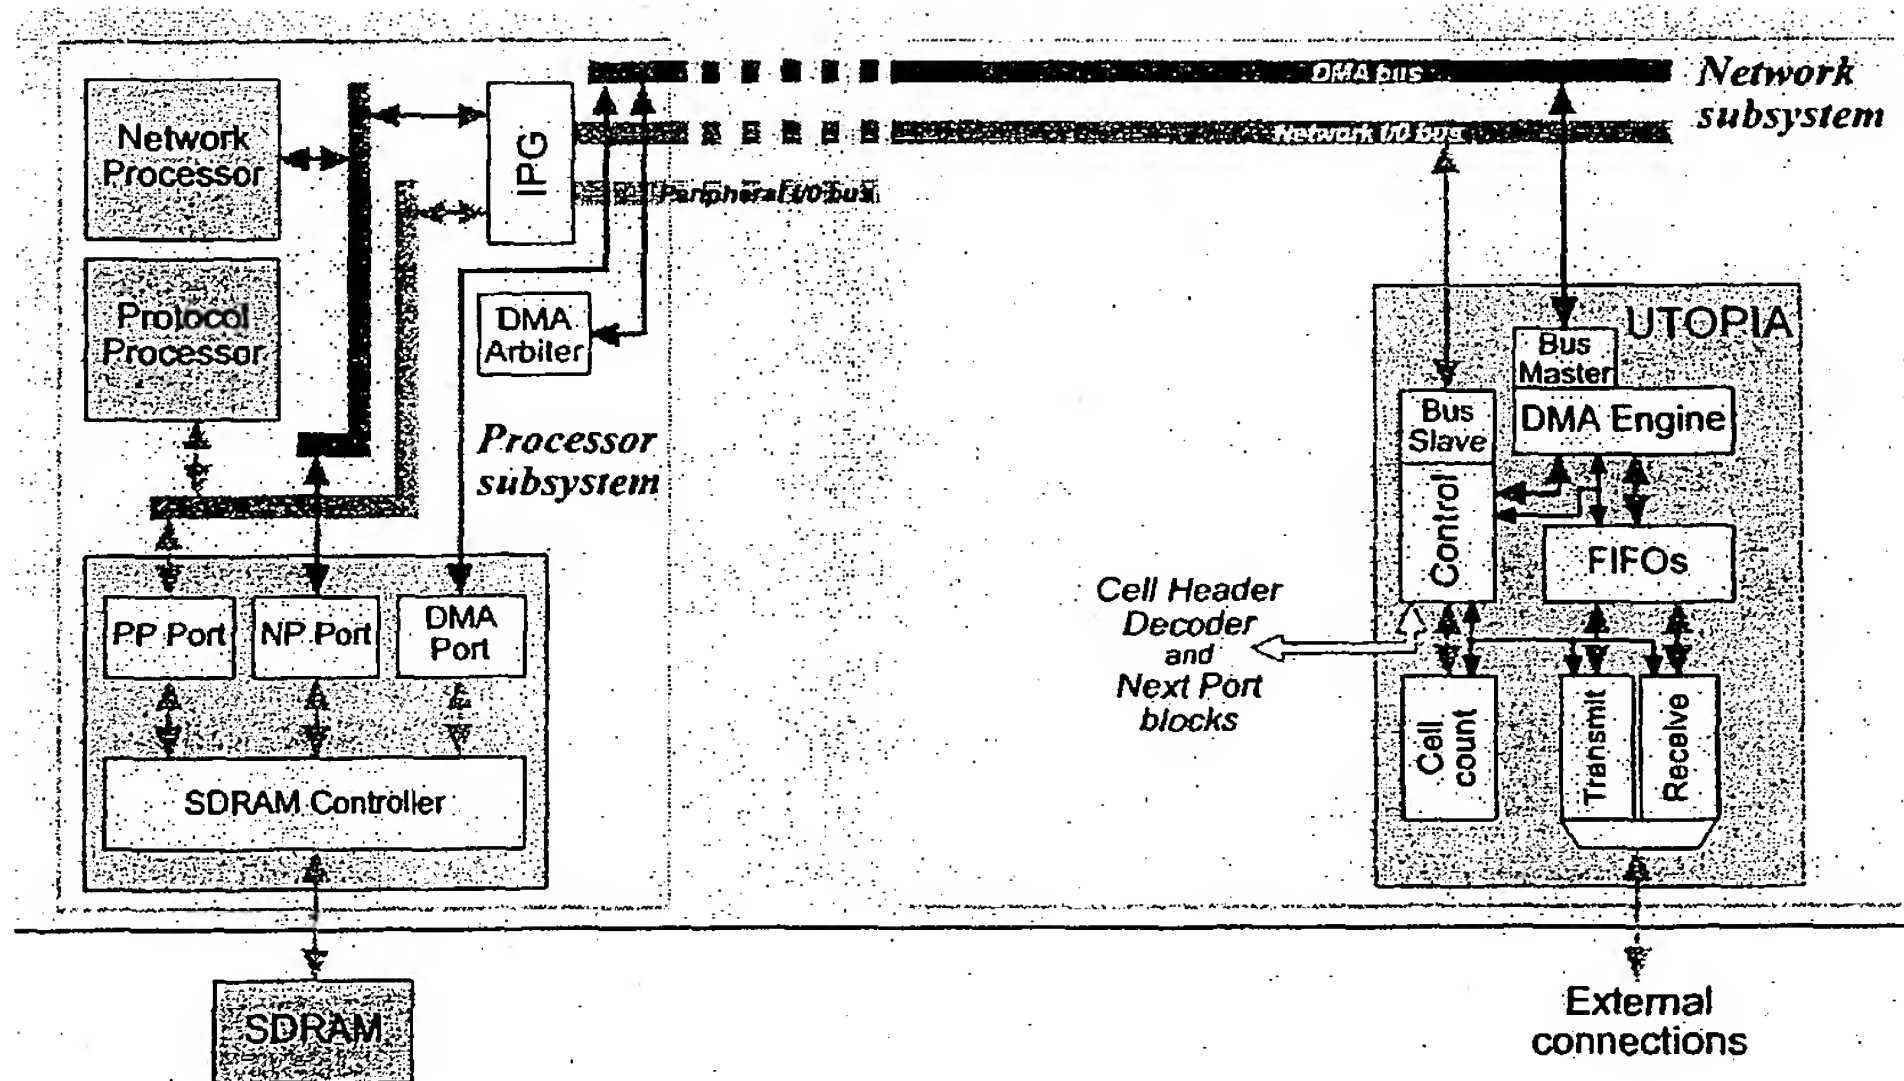 DMA bus
Network
subsystem
Network I/O bus
Peripheral I/O bus
Network
Processor
IPG
Protocol
Processor
DMA
Arbiter
Processor
subsystem
PP Port
NP Port
DMA
Port
SDRAM Controller
SDRAM
UTOPIA
Bus
Master
DMA Engine
Bus
Slave
Control
FIFOs
Cell Header
Decoder
and
Next Port
blocks
Cell
count
Transmit
Receive
External
connections